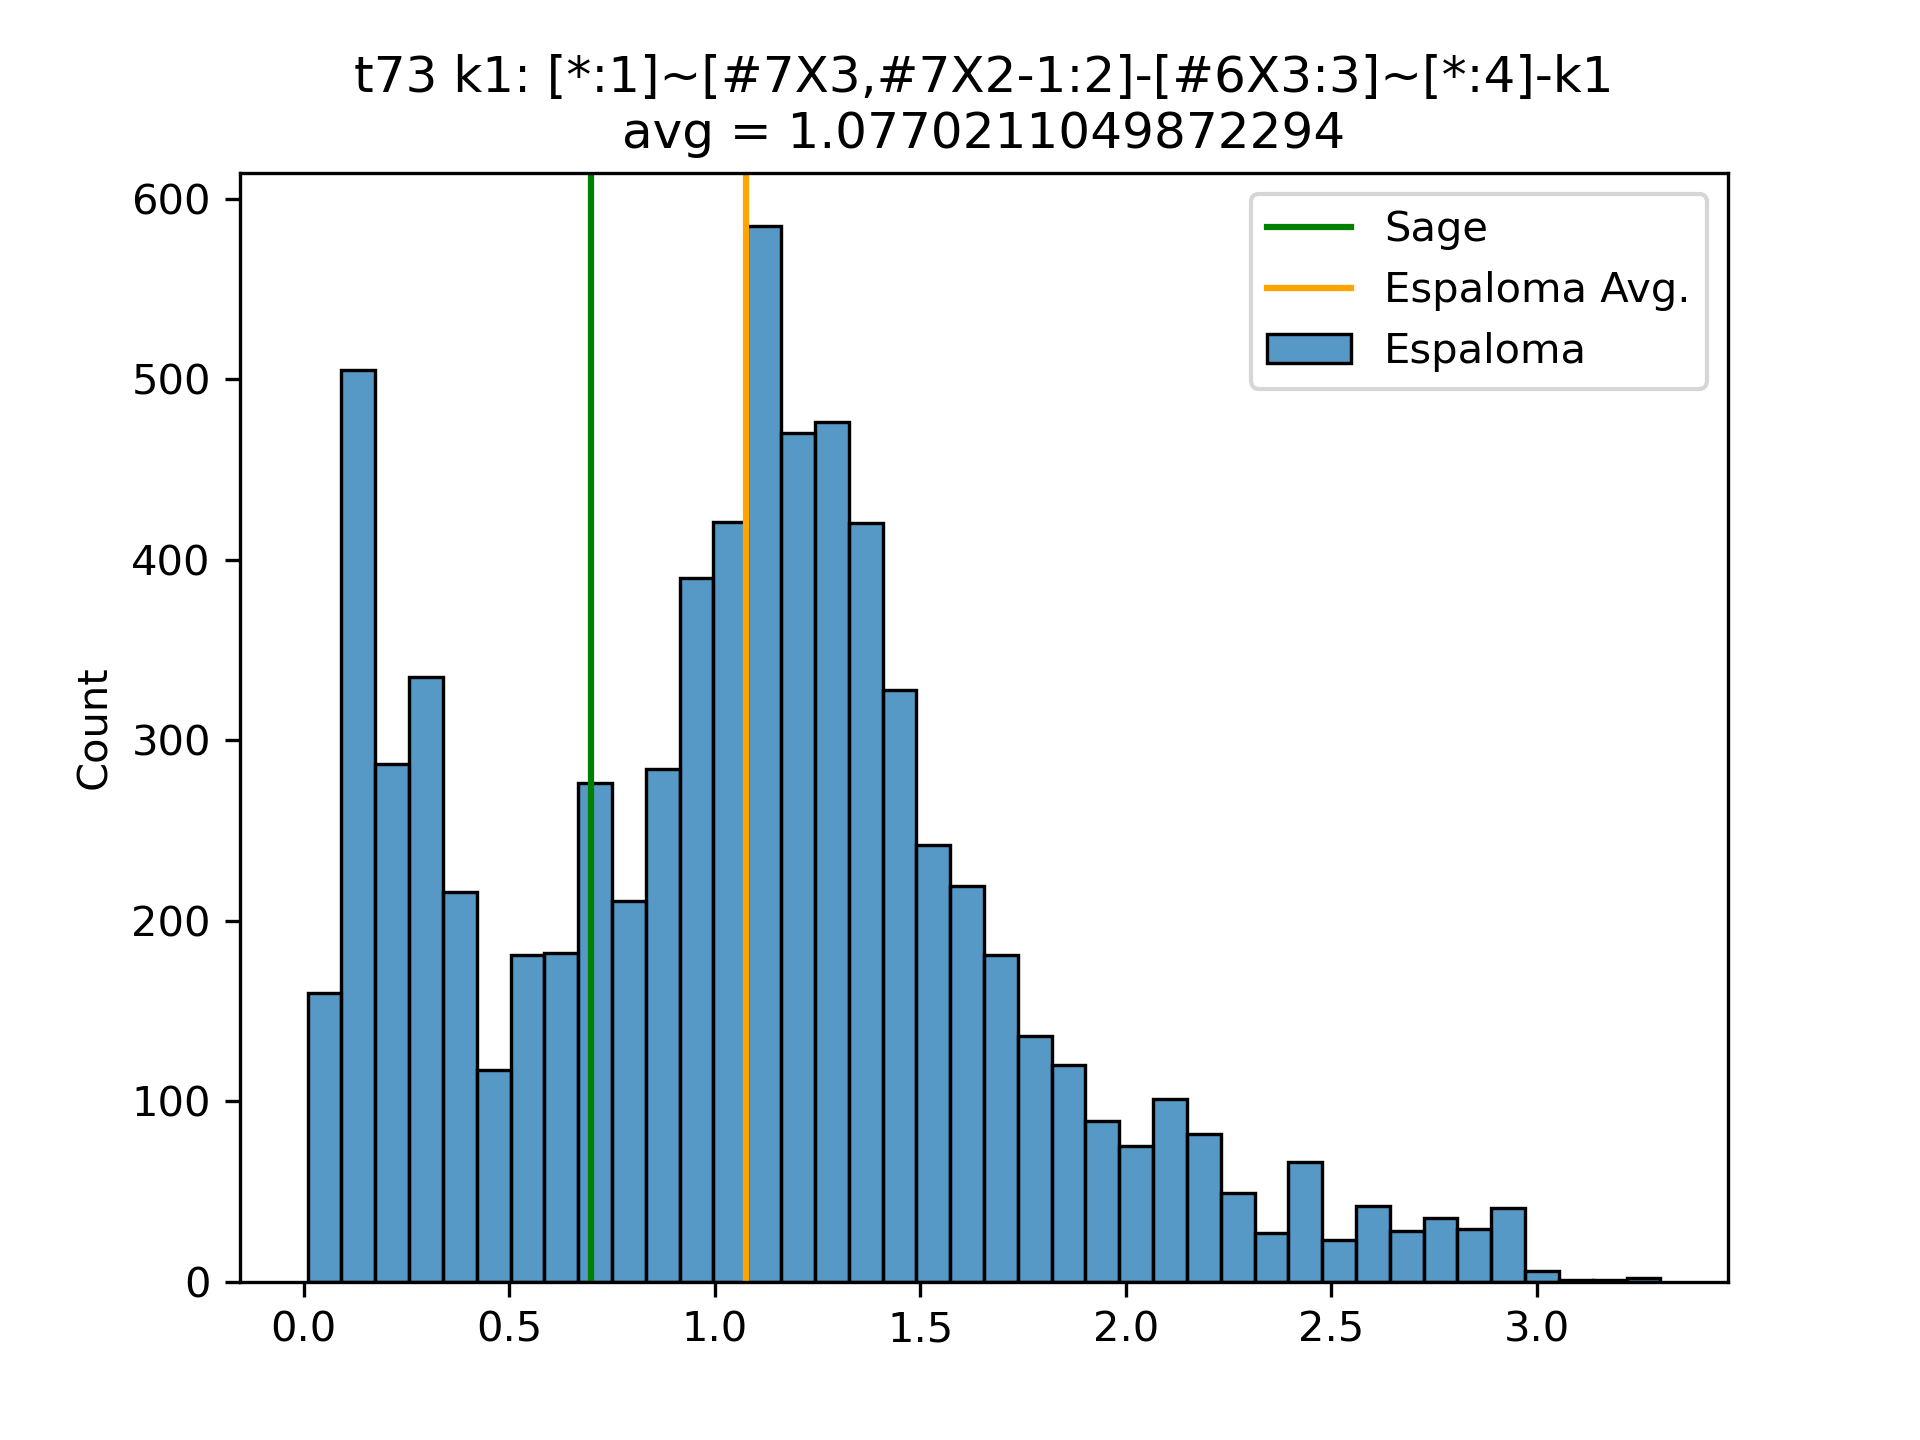 t73 k1: [*:1]~[#7X3,#7X2-1:2]-[#6X3:3]~[*:4]-k1
avg = 1.0770211049872294
Sage
Espaloma Avg.
Espaloma
600
500
400
300
200
100
0
Count
0.0 0.5 1.0 1.5 2.0 2.5 3.0